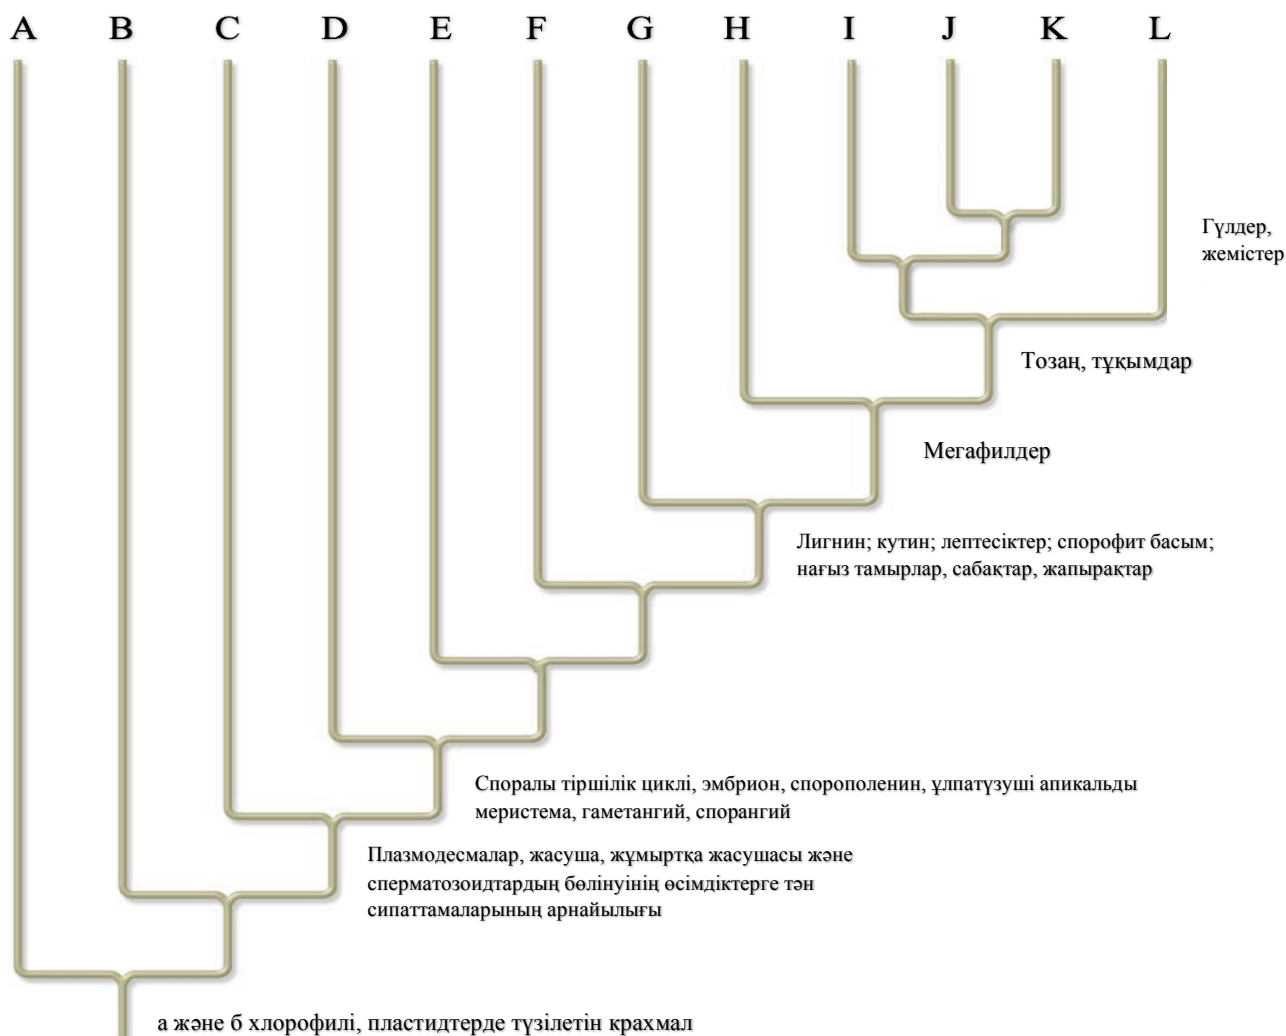 A B C D E F G H I J K L
Гүлдер,
жемістер
Тозаң, тұқымдар
Мегафилдер
Лигнин; кутин; лептесіктер; спорофит басым;
нағыз тамырлар, сабақтар, жапырақтар
Споралы тіршілік циклі, эмбрион, спорополенин, ұлпатүзуші апикальды
меристема, гаметангий, спорангий
Плазмодесмалар, жасуша, жұмыртқа жасушасы және
сперматозоидтардың бөлінуінің өсімдіктерге тән
сипаттамаларының арнайылығы
а және б хлорофилі, пластидтерде түзілетін крахмал